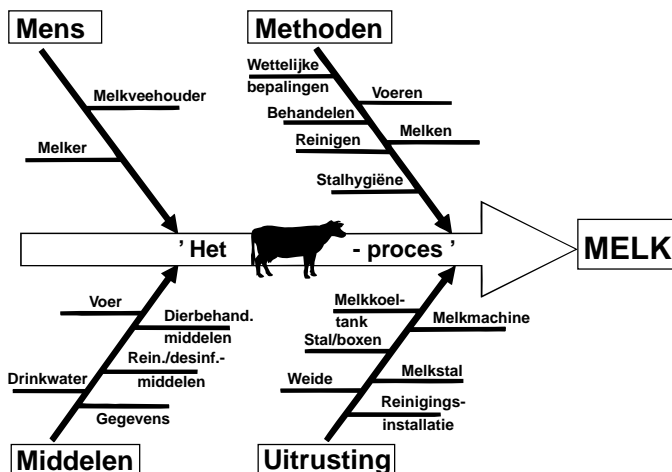 Mens
Methoden
Wettelijke
bepalingen
Melkveehouder
Voeren
Behandelen
Melken
Reinigen
Melker
Stalhygiëne
’ Het - proces ’
MELK
Voer
Dierbehand.
middelen
Rein./desinf.-
middelen
Drinkwater
Gegevens
Melkkoel-
tank
Melkmachine
Stal/boxen
Weide
Melkstal
Reinigings-
installatie
Middelen
Uitrusting